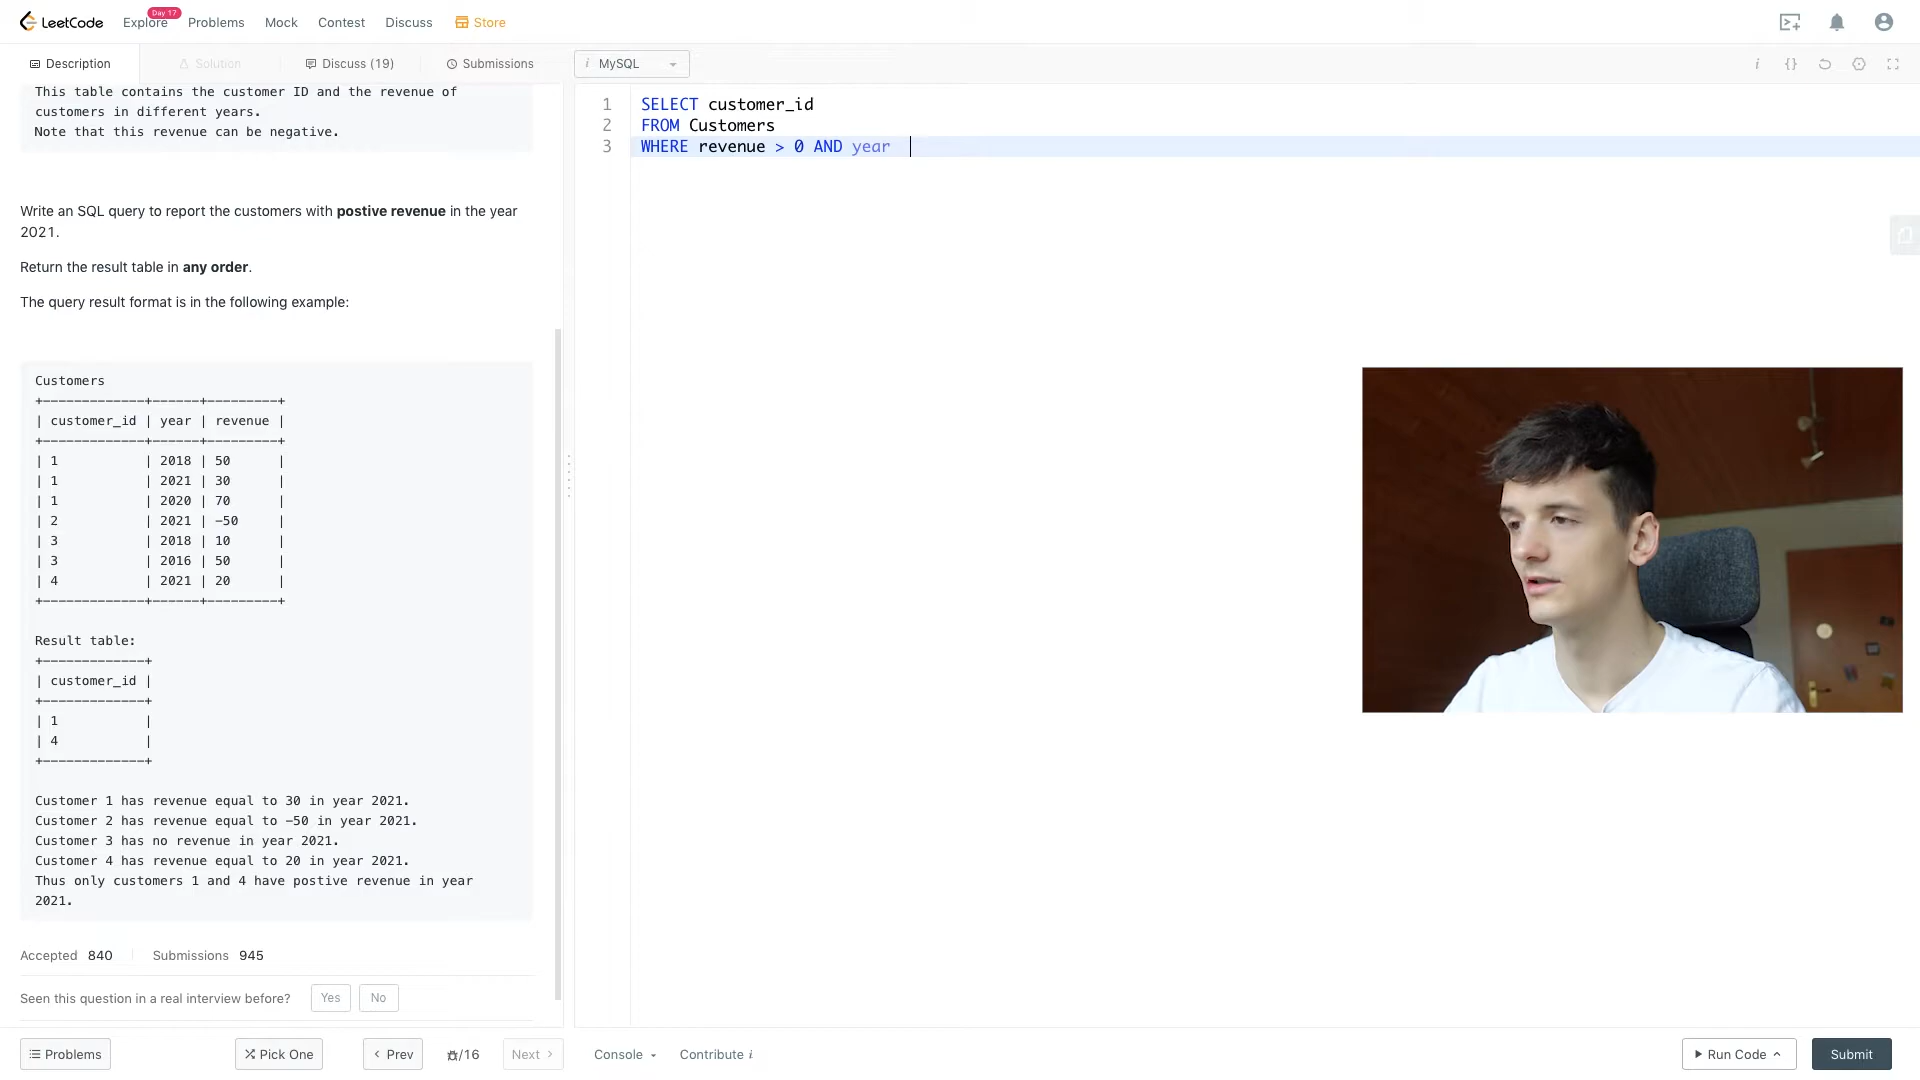 LeetCode Explore Day 17 Problems Mock Contest Discuss Store
Description Solution Discuss (19) Submissions i MySQL
This table contains the customer ID and the revenue of
customers in different years.
Note that this revenue can be negative.
Write an SQL query to report the customers with postive revenue in the year
2021.
Return the result table in any order.
The query result format is in the following example:
Customers
+-------------+------+---------+
| customer_id | year | revenue |
+-------------+------+---------+
| 1           | 2018 | 50      |
| 1           | 2021 | 30      |
| 1           | 2020 | 70      |
| 2           | 2021 | -50     |
| 3           | 2018 | 10      |
| 3           | 2016 | 50      |
| 4           | 2021 | 20      |
+-------------+------+---------+
Result table:
+-------------+
| customer_id |
+-------------+
| 1           |
| 4           |
+-------------+
Customer 1 has revenue equal to 30 in year 2021.
Customer 2 has revenue equal to -50 in year 2021.
Customer 3 has no revenue in year 2021.
Customer 4 has revenue equal to 20 in year 2021.
Thus only customers 1 and 4 have postive revenue in year
2021.
Accepted 840 Submissions 945
Seen this question in a real interview before? Yes No
1 SELECT customer_id
2 FROM Customers
3 WHERE revenue > 0 AND year
Problems Pick One < Prev /16 Next > Console Contribute i Run Code Submit